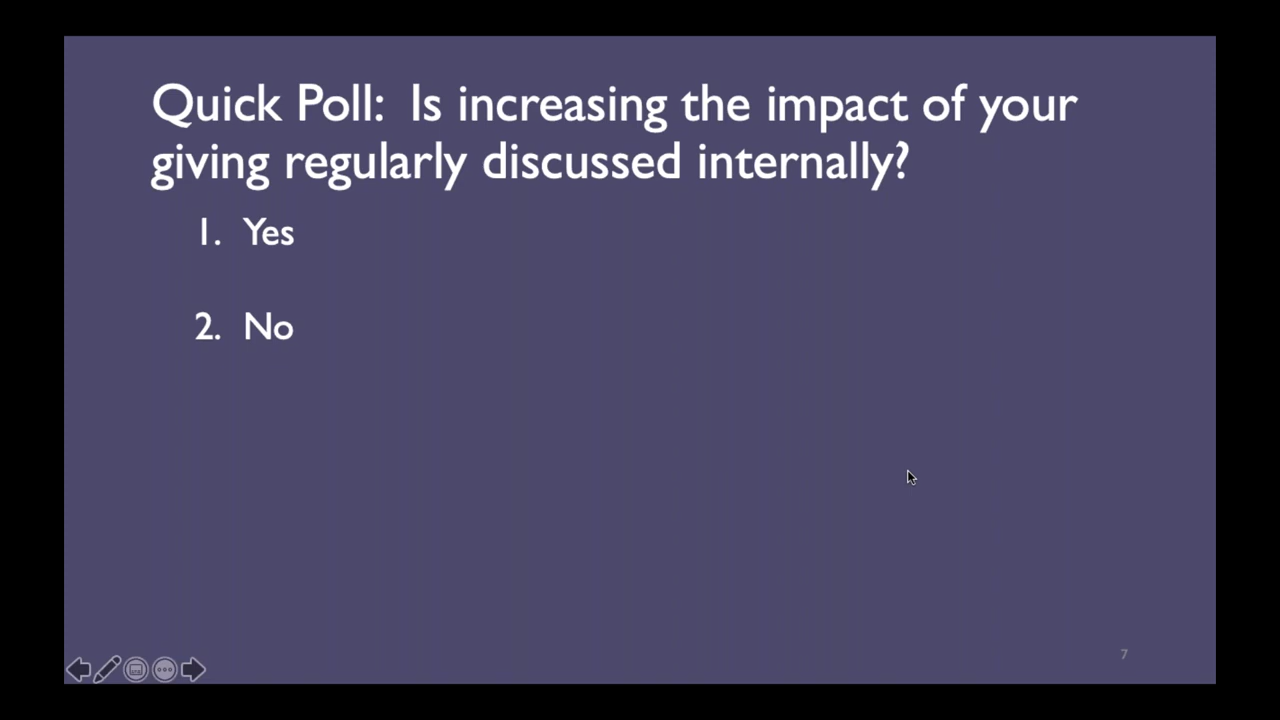 Quick Poll:  Is increasing the impact of your
giving regularly discussed internally?
1. Yes
2. No
7